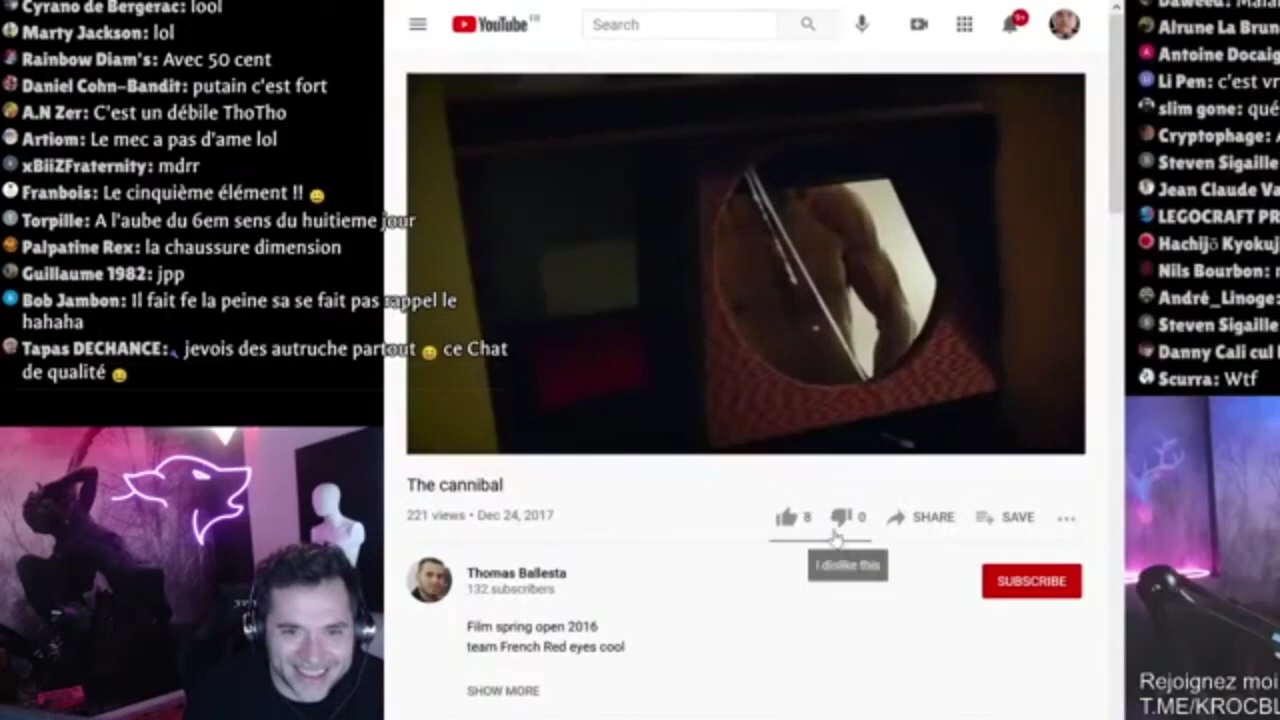 Cyrano de Bergerac: lool
Marty Jackson: lol
Rainbow Diam's: Avec 50 cent
Daniel Cohn-Bandit: putain c'est fort
A.N Zer: C'est un débile ThoTho
Artiom: Le mec a pas d'ame lol
xBiiZFraternity: mdrr
Franbois: Le cinquième élément !!
Torpille: A l'aube du 6em sens du huitieme jour
Palpatine Rex: la chaussure dimension
Guillaume 1982: jpp
Bob Jambon: Il fait fe la peine sa se fait pas rappel le
hahaha
Tapas DECHANCE: jevois des autruche partout ce Chat
de qualité
YouTube FR
Search
9+
The cannibal
221 views • Dec 24, 2017
8
0
SHARE
SAVE
I dislike this
Thomas Ballesta
132 subscribers
SUBSCRIBE
Film spring open 2016
team French Red eyes cool
SHOW MORE
Daweed:
Alrune La Brun
Antoine Docaig
Li Pen: c'est vr
slim gone: qué
Cryptophage:
Steven Sigaille
Jean Claude Va
LEGOCRAFT PR
Hachijō Kyokuj
Nils Bourbon:
André_Linoge:
Steven Sigaille
Danny Cali cul
Scurra: Wtf
Rejoignez moi
T.ME/KROCBL